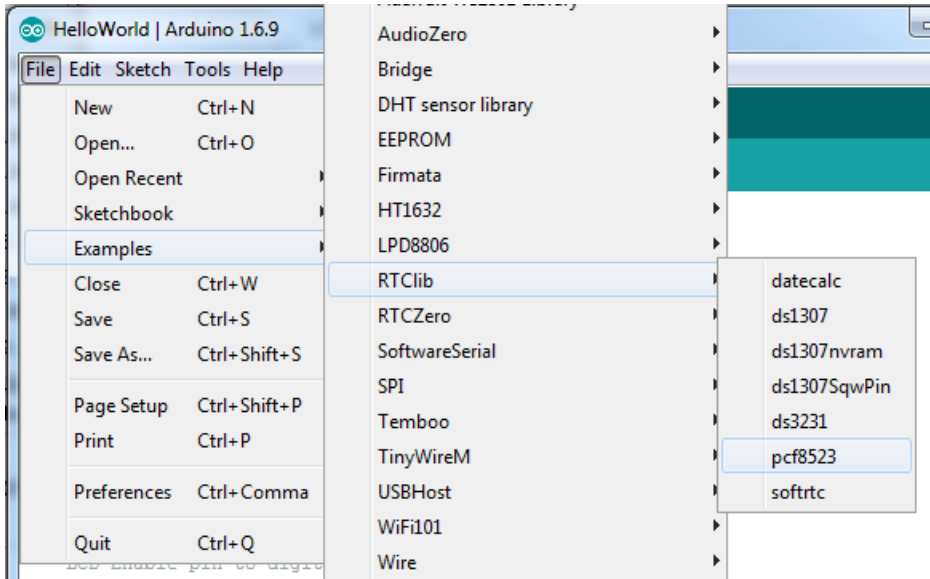 HelloWorld | Arduino 1.6.9
File Edit Sketch Tools Help
New Ctrl+N
Open... Ctrl+O
Open Recent
Sketchbook
Examples
Close Ctrl+W
Save Ctrl+S
Save As... Ctrl+Shift+S
Page Setup Ctrl+Shift+P
Print Ctrl+P
Preferences Ctrl+Comma
Quit Ctrl+Q
AudioZero
Bridge
DHT sensor library
EEPROM
Firmata
HT1632
LPD8806
RTClib
RTCZero
SoftwareSerial
SPI
Temboo
TinyWireM
USBHost
WiFi101
Wire
datecalc
ds1307
ds1307nvram
ds1307SqwPin
ds3231
pcf8523
softrtc